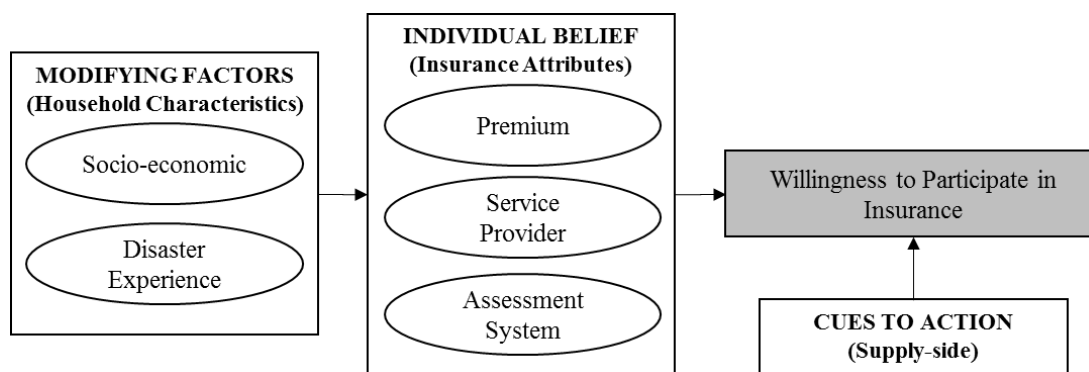 MODIFYING FACTORS
(Household Characteristics)
Socio-economic
Disaster
Experience
INDIVIDUAL BELIEF
(Insurance Attributes)
Premium
Service
Provider
Assessment
System
Willingness to Participate in
Insurance
CUES TO ACTION
(Supply-side)